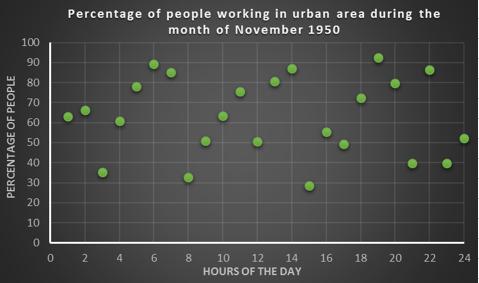 Percentage of people working in urban area during the
month of November 1950
100
90
80
70
60
50
40
30
20
10
0
PERCENTAGE OF PEOPLE
0 2 4 6 8 10 12 14 16 18 20 22 24
HOURS OF THE DAY